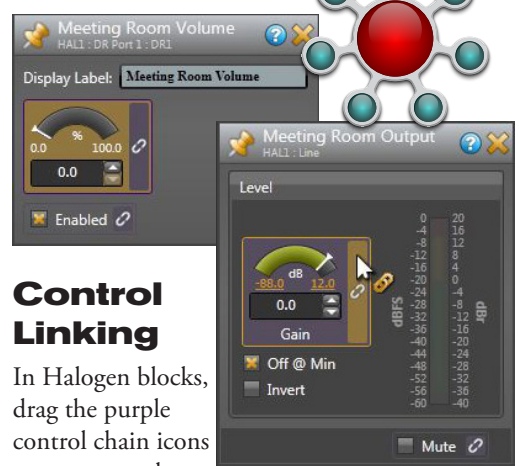 Meeting Room Volume
HAL1 : DR Port 1 : DR1
Display Label: Meeting Room Volume
%
0.0 100.0
0.0
Enabled
Meeting Room Output
HAL1 : Line
Level
dB
-88.0 12.0
0.0
Gain
Off @ Min
Invert
dBFS
dBr
0 20
-4 16
-8 12
-12 8
-16 4
-20 0
-24 -4
-28 -8
-32 -12
-36 -16
-40 -20
-44 -24
-48 -28
-52 -32
-56 -36
-60 -40
Mute
Control
Linking
In Halogen blocks,
drag the purple
control chain icons